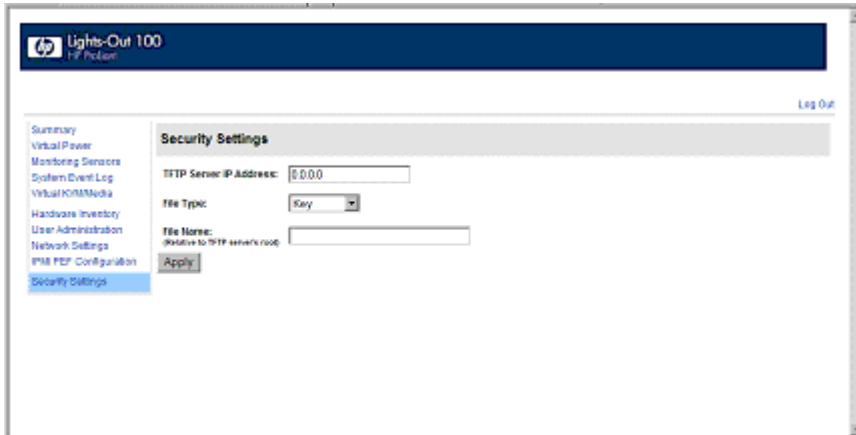 hp
Lights-Out 100
HP ProLiant
Log Out
Summary
Virtual Power
Monitoring Sensors
System Event Log
Virtual KVM/Media
Hardware Inventory
User Administration
Network Settings
IPMI PEF Configuration
Security Settings
Security Settings
TFTP Server IP Address: 0.0.0.0
File Type: Key
File Name:
(Relative to TFTP server's root)
Apply